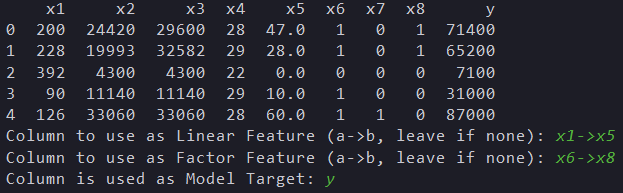 x1 x2 x3 x4 x5 x6 x7 x8 y
0 200 24420 29600 28 47.0 1 0 1 71400
1 228 19993 32582 29 28.0 1 0 1 65200
2 392 4300 4300 22 0.0 0 0 0 7100
3 90 11140 11140 29 10.0 1 0 0 31000
4 126 33060 33060 28 60.0 1 1 0 87000
Column to use as Linear Feature (a->b, leave if none): x1->x5
Column to use as Factor Feature (a->b, leave if none): x6->x8
Column is used as Model Target: y